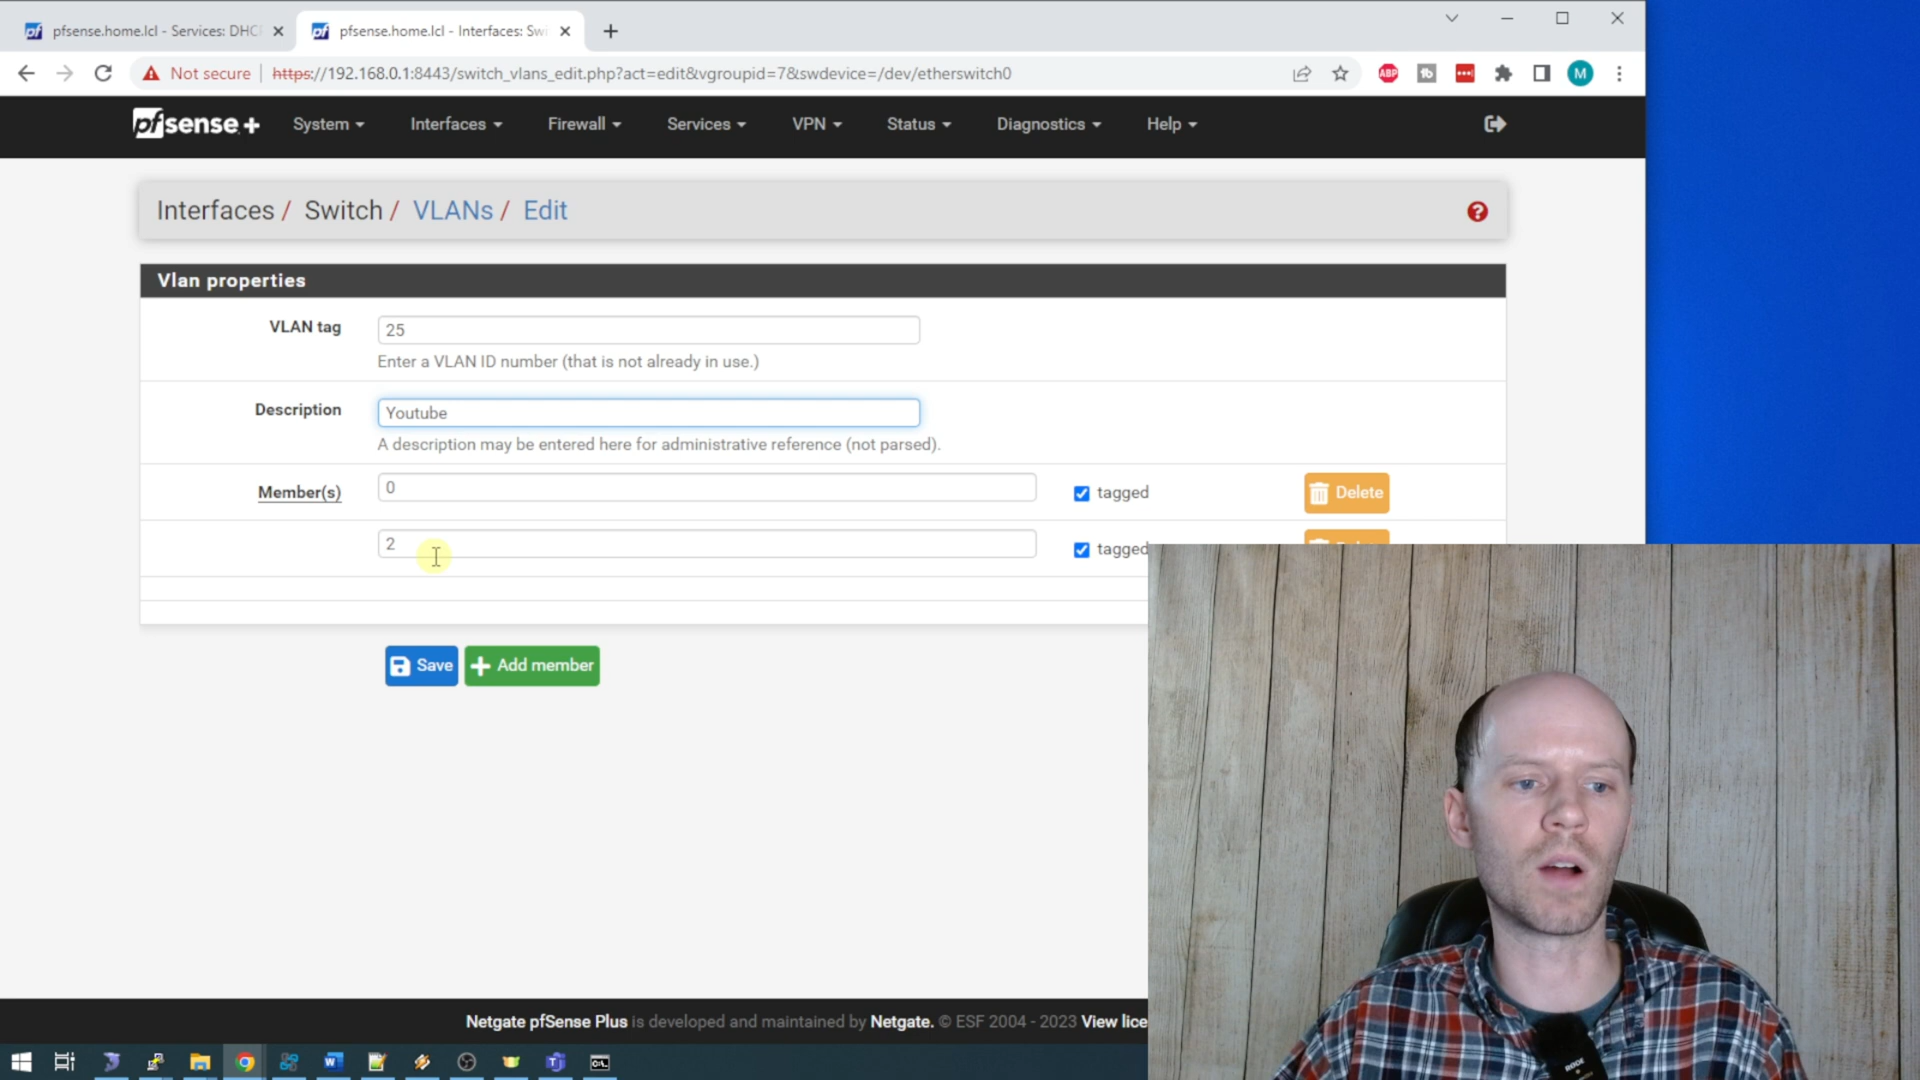 pfsense.home.lcl - Services: DHC
pfsense.home.lcl - Interfaces: Swi
Not secure https://192.168.0.1:8443/switch_vlans_edit.php?act=edit&vgroupid=7&swdevice=/dev/etherswitch0
ABP
M
pfsense+ System Interfaces Firewall Services VPN Status Diagnostics Help
Interfaces / Switch / VLANs / Edit
?
Vlan properties
VLAN tag 25
Enter a VLAN ID number (that is not already in use.)
Description Youtube
A description may be entered here for administrative reference (not parsed).
Member(s) 0 tagged Delete
2 tagged
Save + Add member
Netgate pfSense Plus is developed and maintained by Netgate. © ESF 2004 - 2023 View lice
RODE